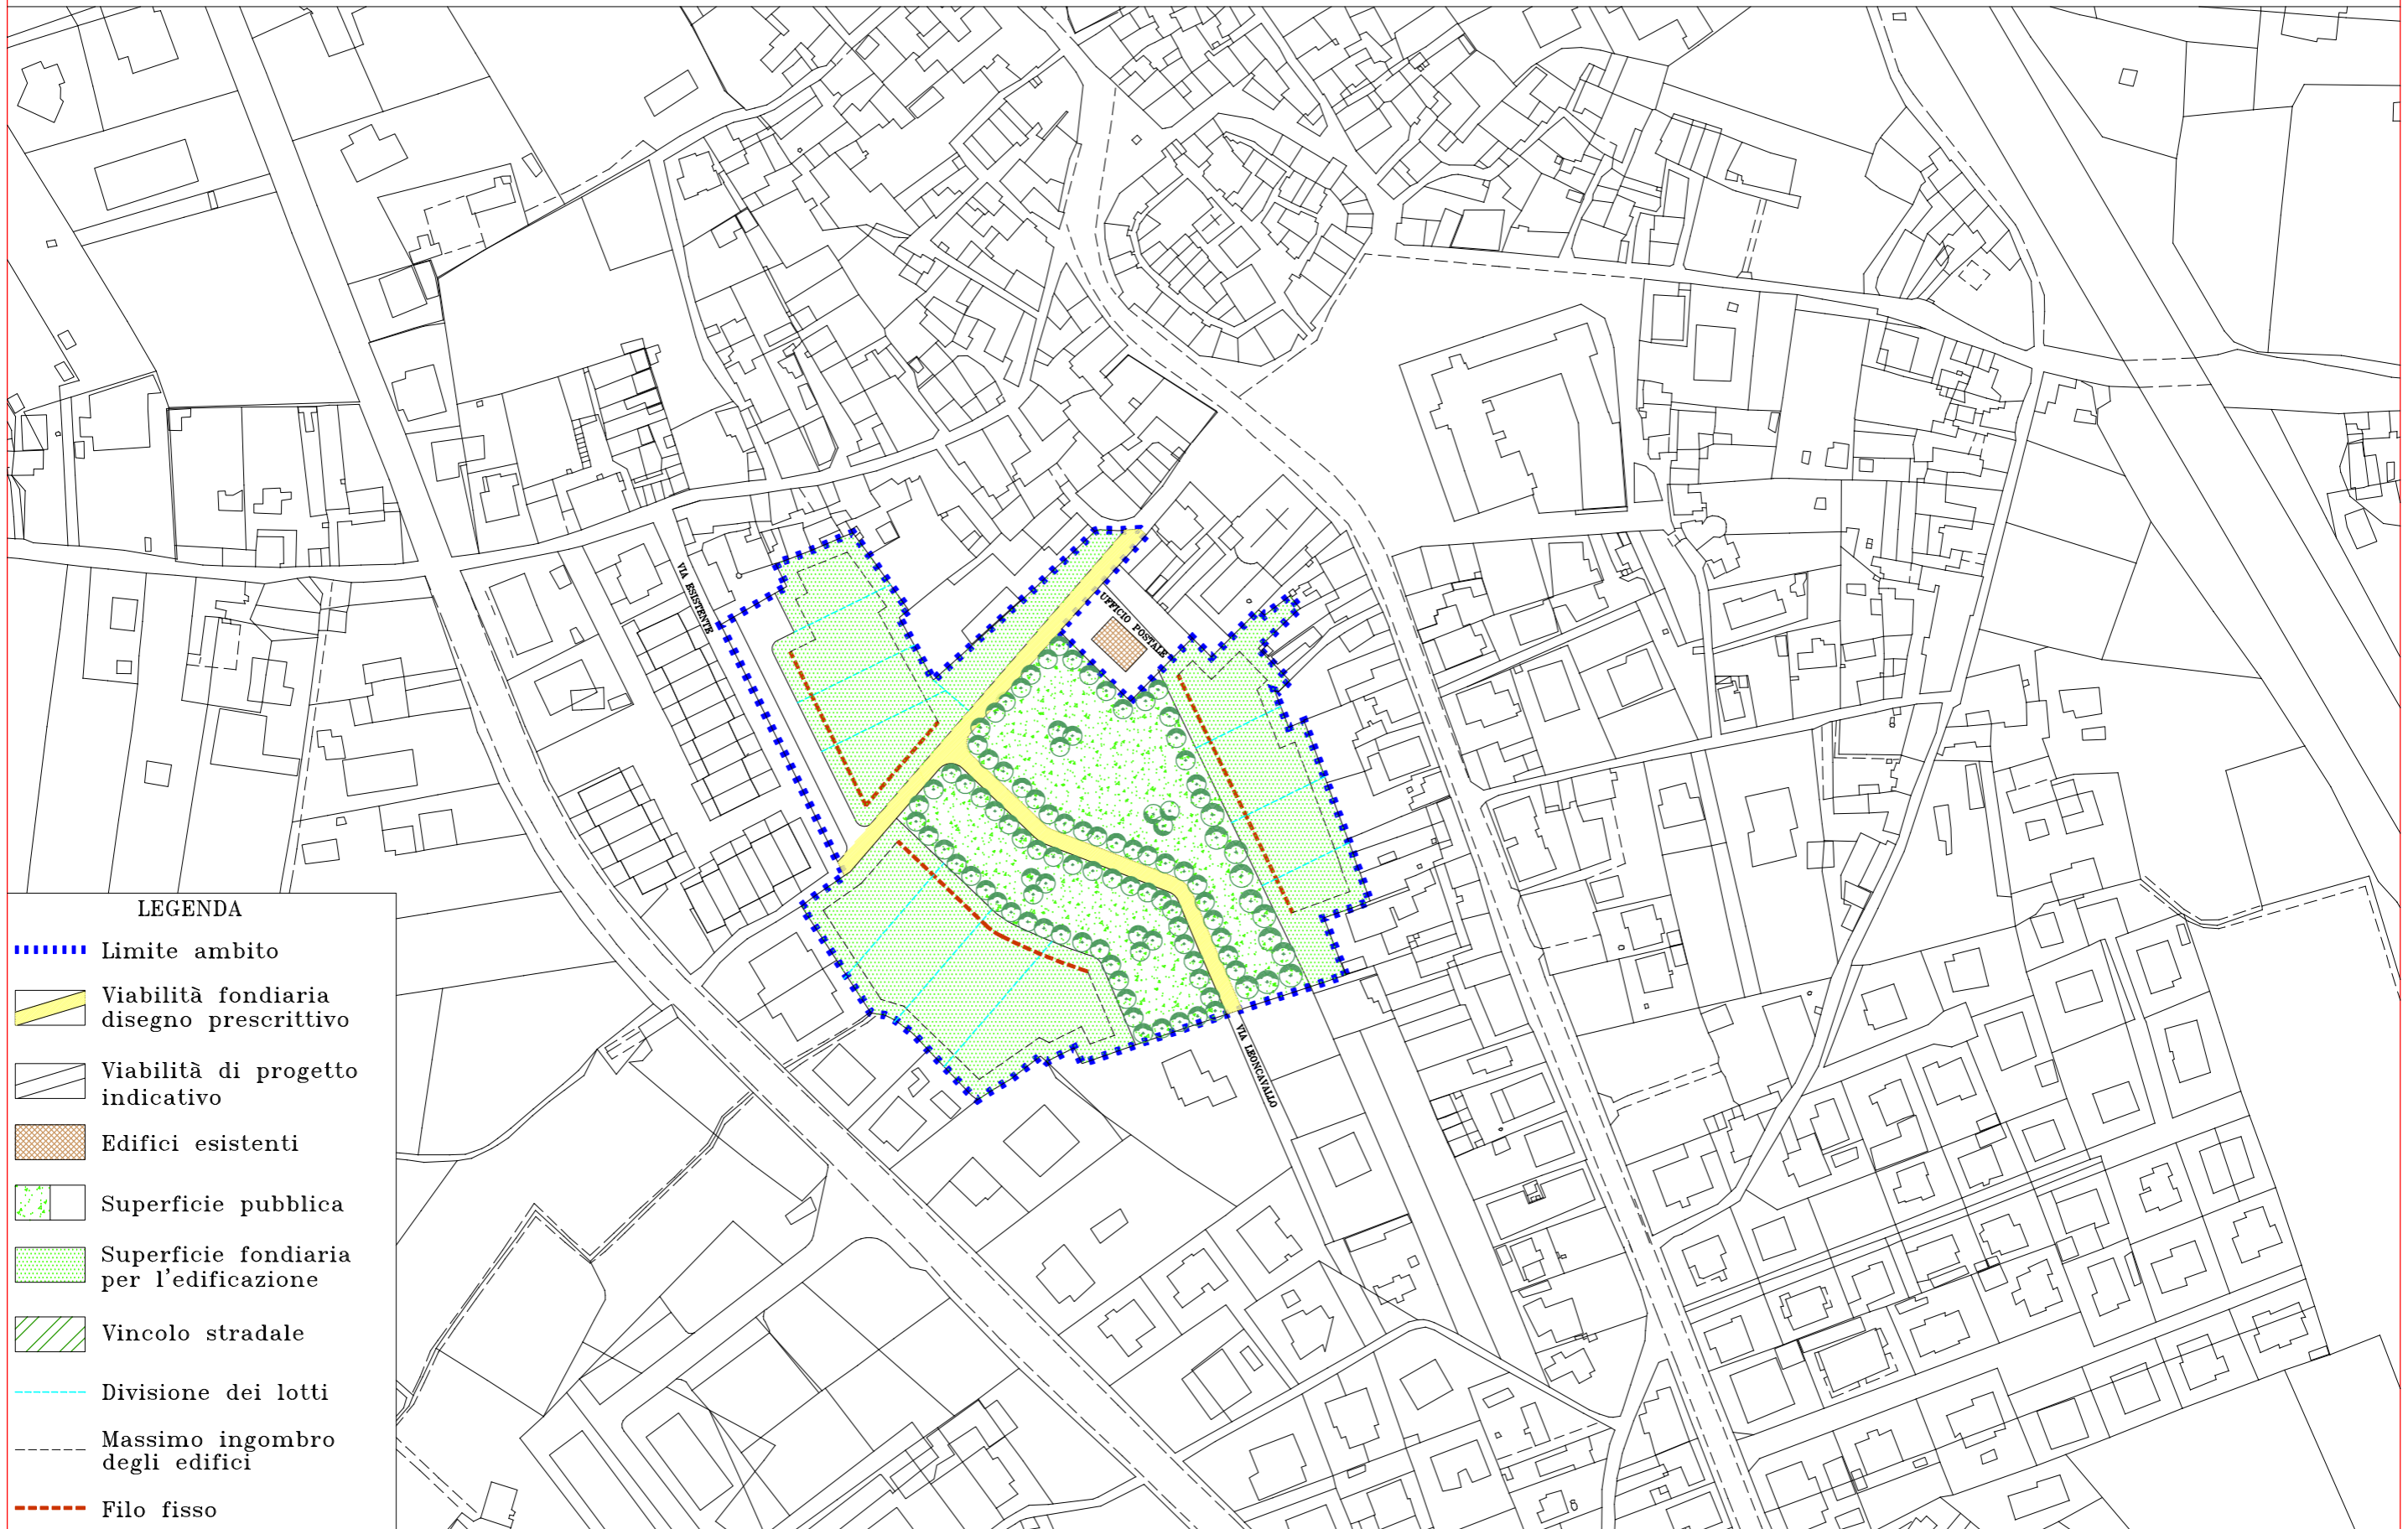 VIA ESISTENTE
UFFICIO POSTALE
VIA LEONCAVALLO
LEGENDA
Limite ambito
Viabilità fondiaria
disegno prescrittivo
Viabilità di progetto
indicativo
Edifici esistenti
Superficie pubblica
Superficie fondiaria
per l'edificazione
Vincolo stradale
Divisione dei lotti
Massimo ingombro
degli edifici
Filo fisso